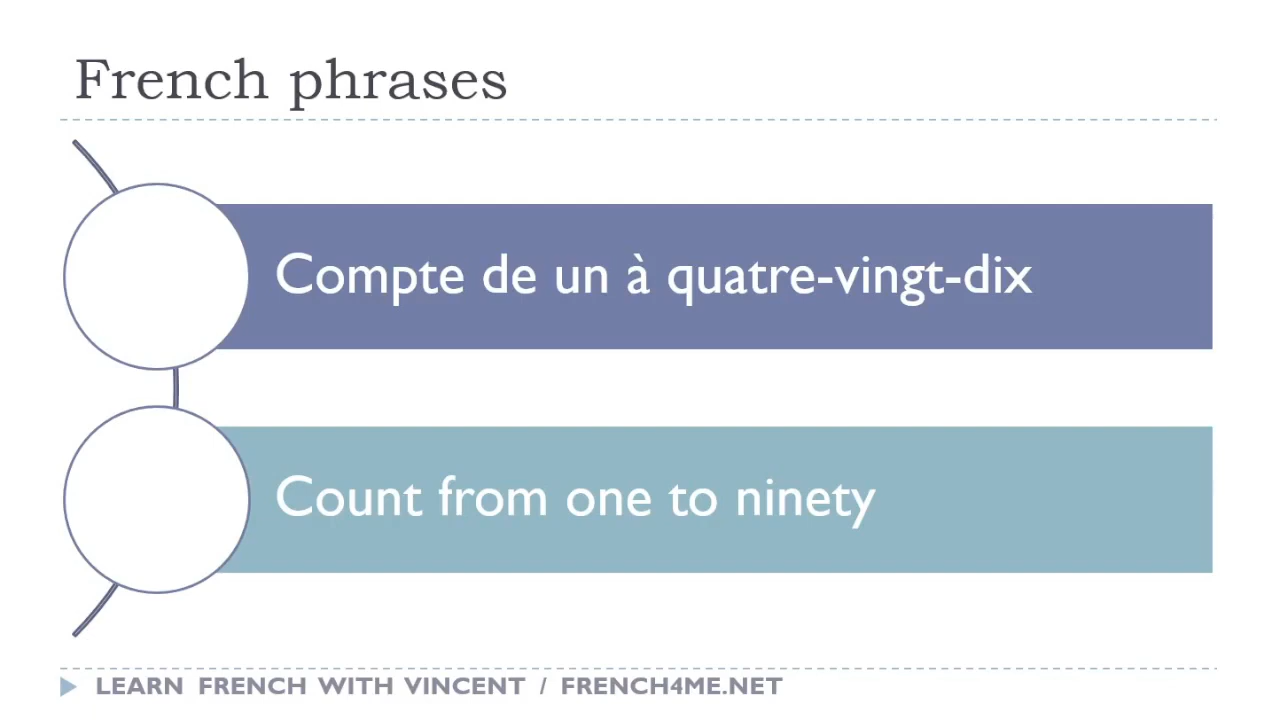 French phrases
Compte de un à quatre-vingt-dix
Count from one to ninety
LEARN FRENCH WITH VINCENT / FRENCH4ME.NET